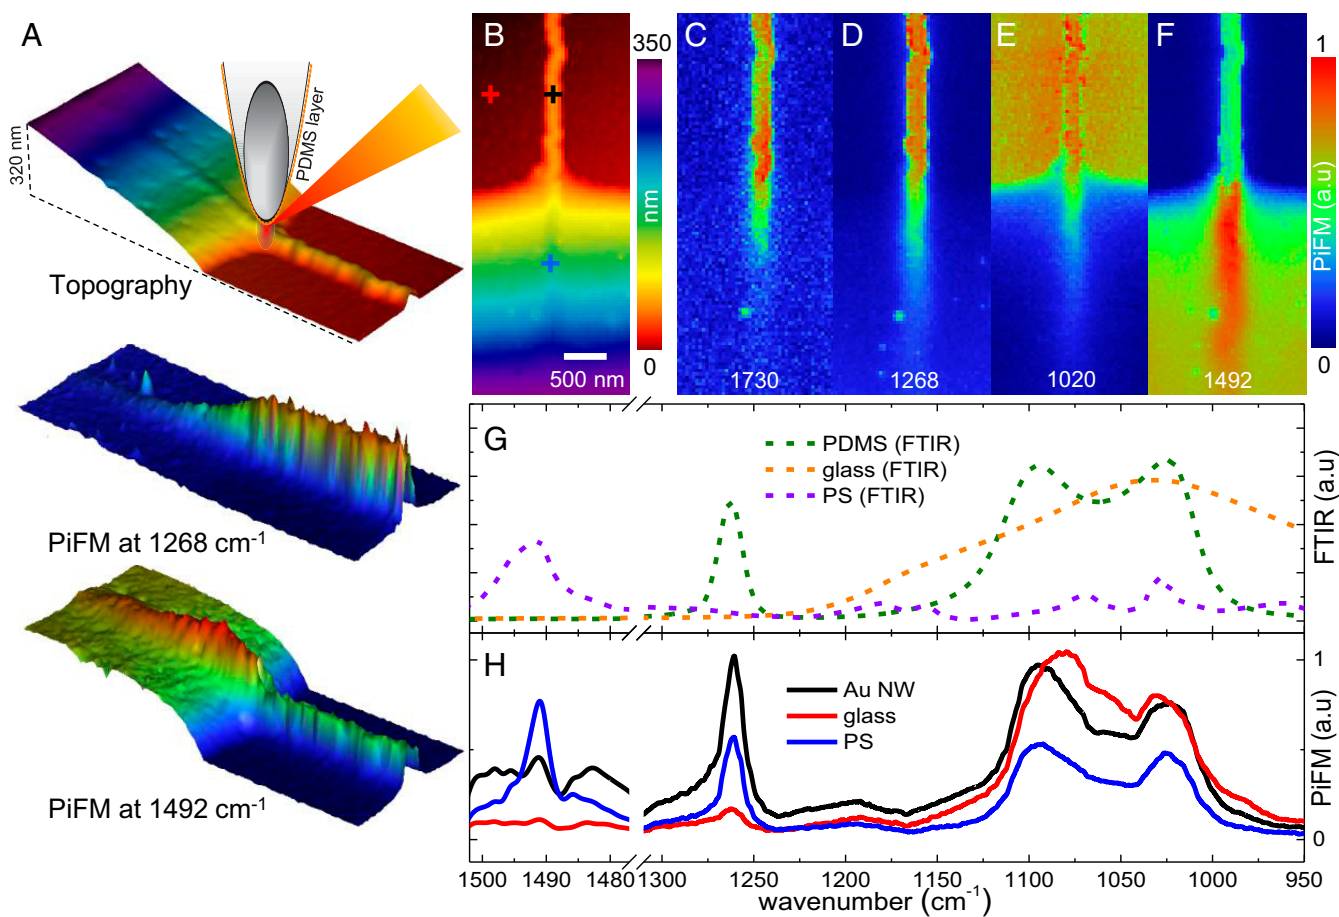 A
320 nm
PDMS layer
Topography
PiFM at 1268 cm⁻¹
PiFM at 1492 cm⁻¹
B
500 nm
350
nm
0
C
1730
D
1268
E
1020
F
1492
1
PiFM (a.u)
0
G
PDMS (FTIR)
glass (FTIR)
PS (FTIR)
FTIR (a.u)
H
Au NW
glass
PS
1
PiFM (a.u)
0
1500 1490 1480 1300 1250 1200 1150 1100 1050 1000 950
wavenumber (cm⁻¹)